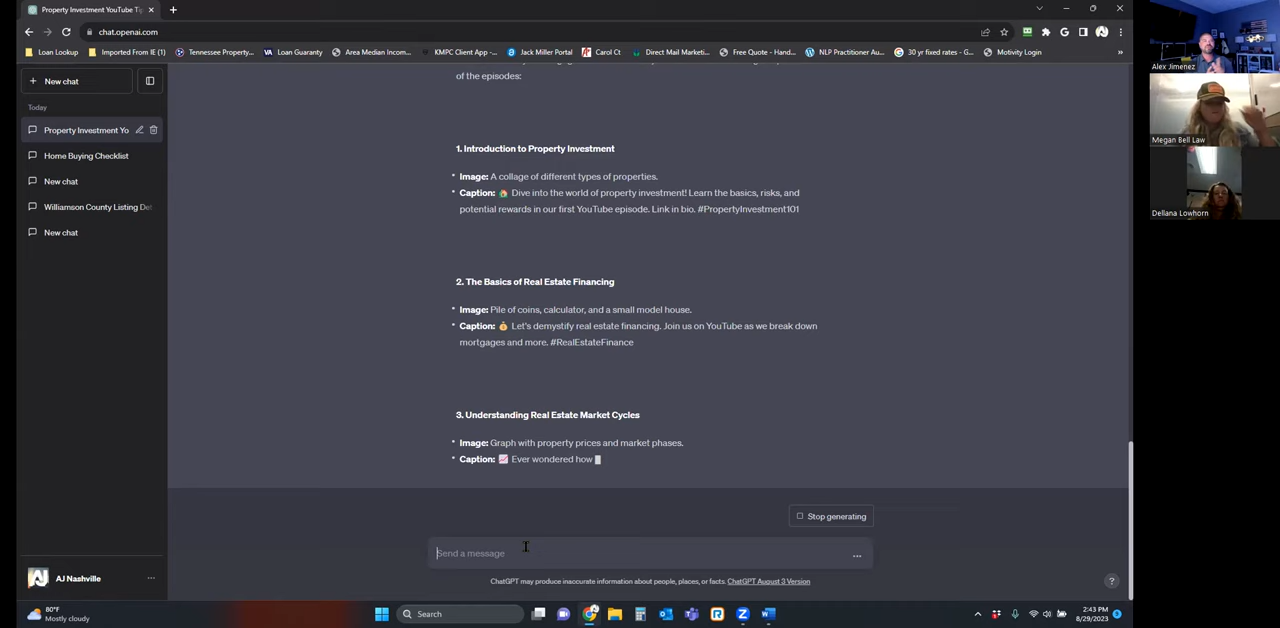 Property Investment YouTube Ti
chat.openai.com
Loan Lookup
Imported From IE (1)
Tennessee Property...
VA Loan Guaranty
Area Median Incom...
KMPC Client App -...
Jack Miller Portal
Carol Ct
Direct Mail Market...
Free Quote - Hand...
NLP Practitioner Au...
30 yr fixed rates - G...
Motivity Login
»
+ New chat
Today
Property Investment Yo
Home Buying Checklist
New chat
Williamson County Listing De
New chat
of the episodes:
1. Introduction to Property Investment
• Image: A collage of different types of properties.
• Caption: 🏠 Dive into the world of property investment! Learn the basics, risks, and
potential rewards in our first YouTube episode. Link in bio. #PropertyInvestment101
2. The Basics of Real Estate Financing
• Image: Pile of coins, calculator, and a small model house.
• Caption: 💰 Let's demystify real estate financing. Join us on YouTube as we break down
mortgages and more. #RealEstateFinance
3. Understanding Real Estate Market Cycles
• Image: Graph with property prices and market phases.
• Caption: 📈 Ever wondered how
Stop generating
Send a message
...
ChatGPT may produce inaccurate information about people, places, or facts. ChatGPT August 3 Version
?
AJ Nashville
...
80°F
Mostly cloudy
Search
2:43 PM
8/29/2023
Alex Jimenez
Megan Bell Law
Dellana Lowhorn